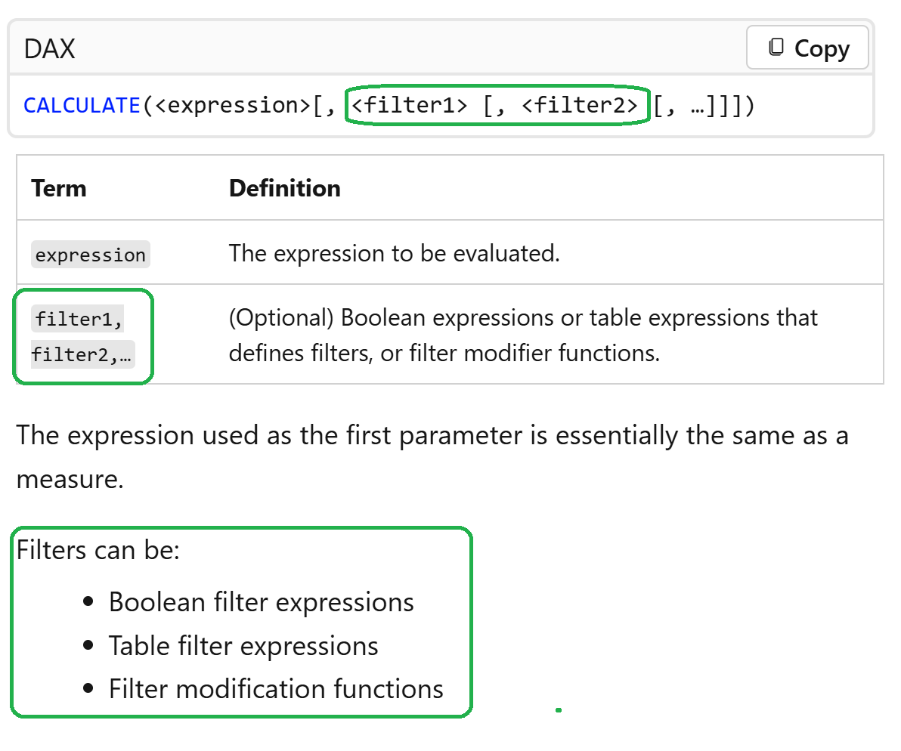 DAX
Copy
CALCULATE(<expression>[, <filter1> [, <filter2> [, …]]])
Term Definition
expression The expression to be evaluated.
filter1, (Optional) Boolean expressions or table expressions that
filter2,… defines filters, or filter modifier functions.
The expression used as the first parameter is essentially the same as a
measure.
Filters can be:
• Boolean filter expressions
• Table filter expressions
• Filter modification functions